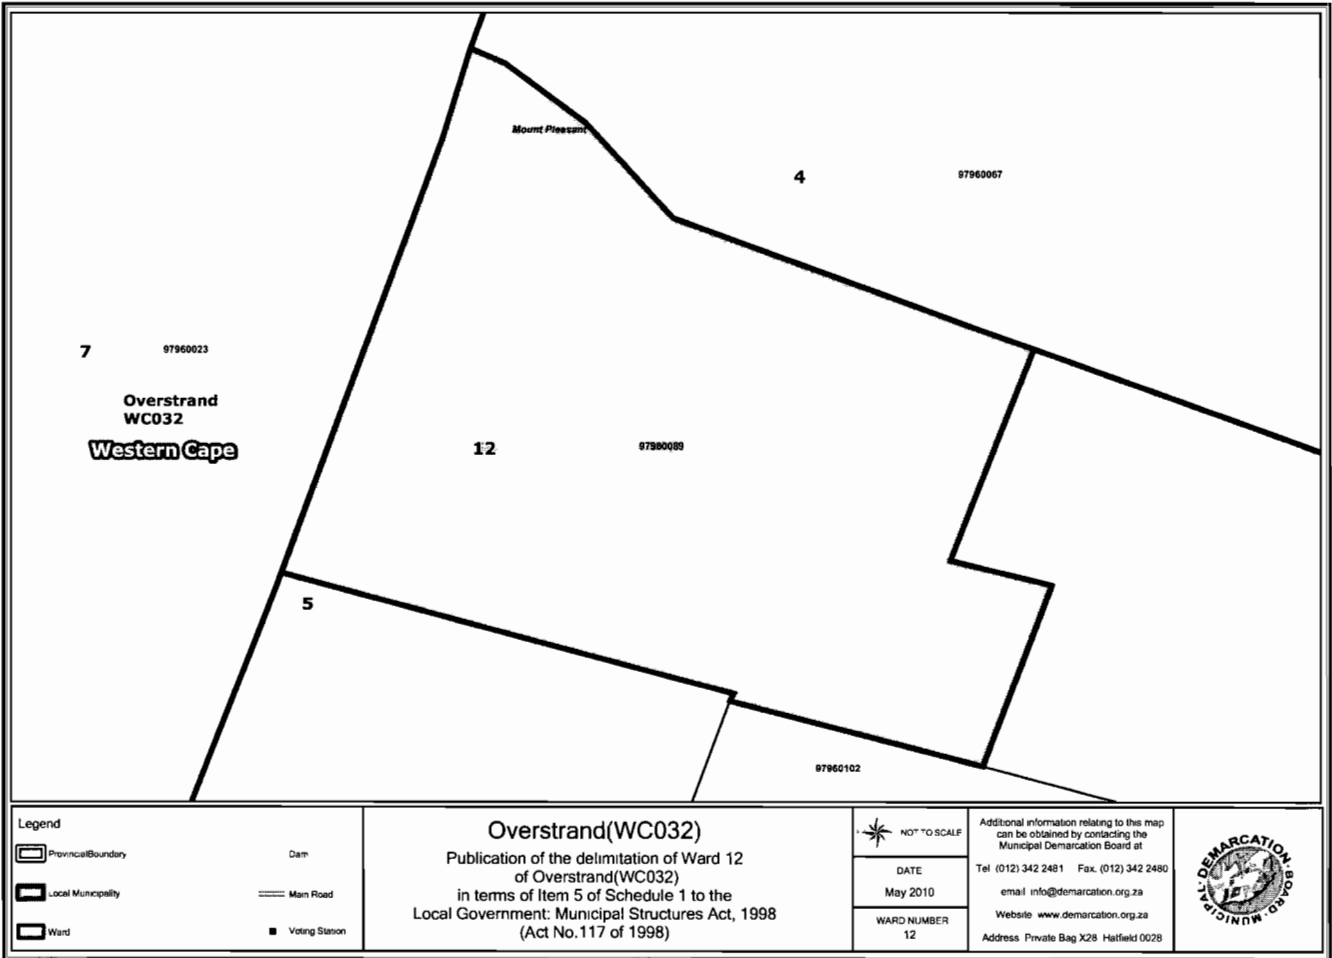 Mount Pleasant
4
97960067
7
97960023
Overstrand
WC032
Western Cape
12
97960089
5
97960102
Legend
ProvincialBoundary
Dam
Local Municipality
Main Road
Ward
Voting Station
Overstrand(WC032)
Publication of the delimitation of Ward 12
of Overstrand(WC032)
in terms of Item 5 of Schedule 1 to the
Local Government: Municipal Structures Act, 1998
(Act No.117 of 1998)
NOT TO SCALE
DATE
May 2010
WARD NUMBER
12
Additional information relating to this map
can be obtained by contacting the
Municipal Demarcation Board at
Tel (012) 342 2481 Fax. (012) 342 2480
email info@demarcation.org.za
Website www.demarcation.org.za
Address Private Bag X28 Hatfield 0028
MUNICIPAL·DEMARCATION·BOARD·